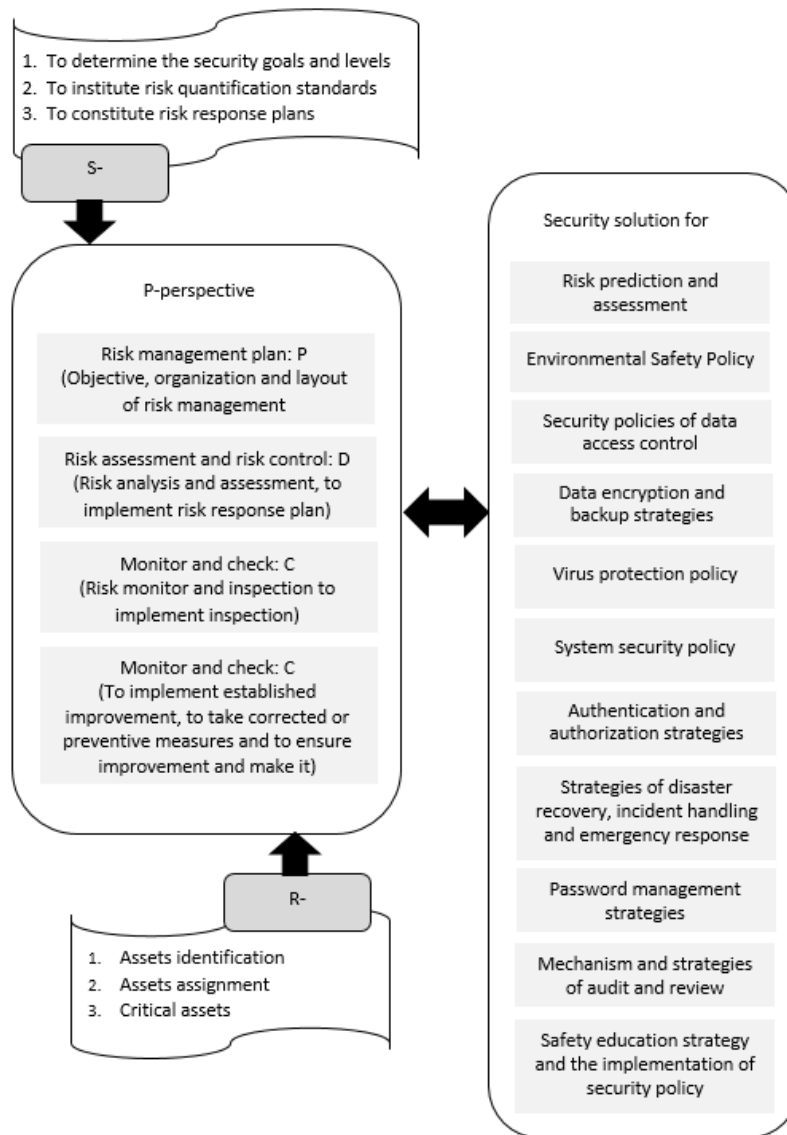 1. To determine the security goals and levels
2. To institute risk quantification standards
3. To constitute risk response plans
S-
P-perspective
Risk management plan: P
(Objective, organization and layout
of risk management
Risk assessment and risk control: D
(Risk analysis and assessment, to
implement risk response plan)
Monitor and check: C
(Risk monitor and inspection to
implement inspection)
Monitor and check: C
(To implement established
improvement, to take corrected or
preventive measures and to ensure
improvement and make it)
R-
1. Assets identification
2. Assets assignment
3. Critical assets
Security solution for
Risk prediction and
assessment
Environmental Safety Policy
Security policies of data
access control
Data encryption and
backup strategies
Virus protection policy
System security policy
Authentication and
authorization strategies
Strategies of disaster
recovery, incident handling
and emergency response
Password management
strategies
Mechanism and strategies
of audit and review
Safety education strategy
and the implementation of
security policy